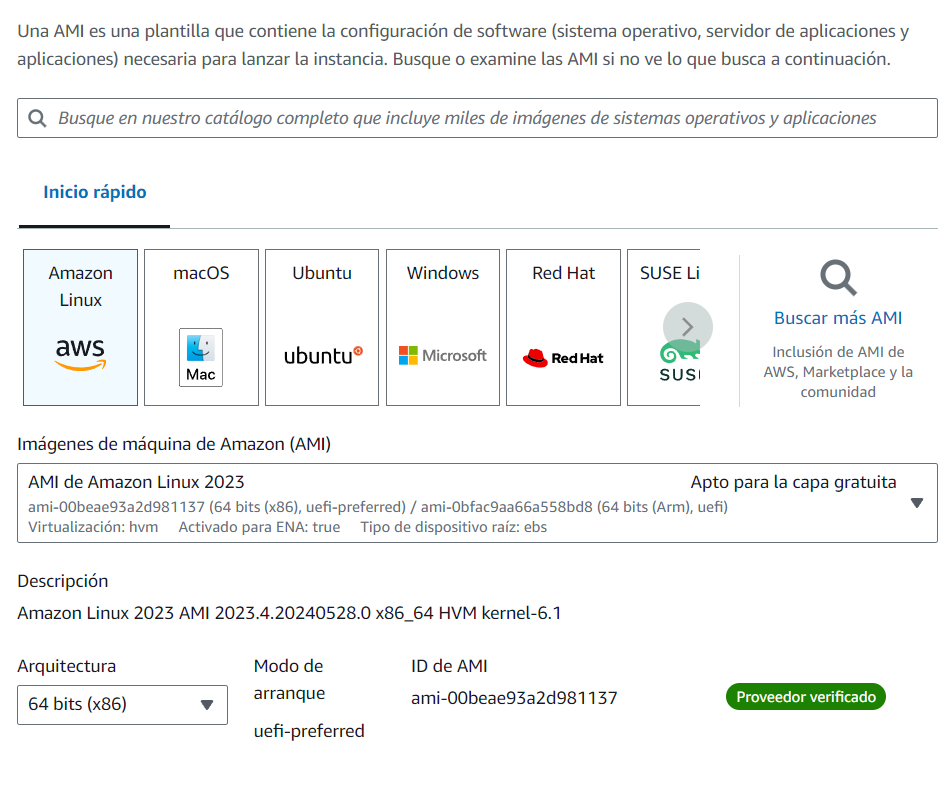 Una AMI es una plantilla que contiene la configuración de software (sistema operativo, servidor de aplicaciones y
aplicaciones) necesaria para lanzar la instancia. Busque o examine las AMI si no ve lo que busca a continuación.
Busque en nuestro catálogo completo que incluye miles de imágenes de sistemas operativos y aplicaciones
Inicio rápido
Amazon
Linux
aws
macOS
Mac
Ubuntu
ubuntu
Windows
Microsoft
Red Hat
Red Hat
SUSE Li
SUS
Buscar más AMI
Inclusión de AMI de
AWS, Marketplace y la
comunidad
Imágenes de máquina de Amazon (AMI)
AMI de Amazon Linux 2023
Apto para la capa gratuita
ami-00beae93a2d981137 (64 bits (x86), uefi-preferred) / ami-0bfac9aa66a558bd8 (64 bits (Arm), uefi)
Virtualización: hvm Activado para ENA: true Tipo de dispositivo raíz: ebs
Descripción
Amazon Linux 2023 AMI 2023.4.20240528.0 x86_64 HVM kernel-6.1
Arquitectura
64 bits (x86)
Modo de
arranque
uefi-preferred
ID de AMI
ami-00beae93a2d981137
Proveedor verificado